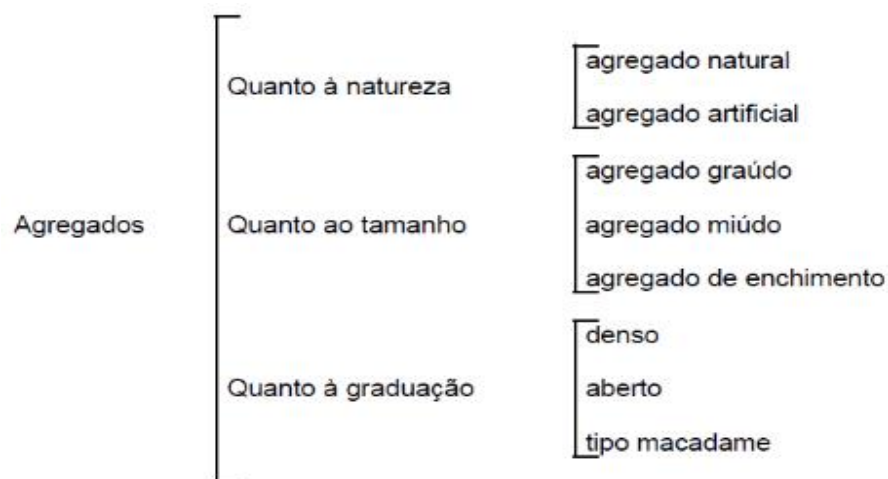 agregado natural
Quanto à natureza
agregado artificial
agregado graúdo
Agregados
Quanto ao tamanho
agregado miúdo
agregado de enchimento
denso
Quanto à graduação
aberto
tipo macadame